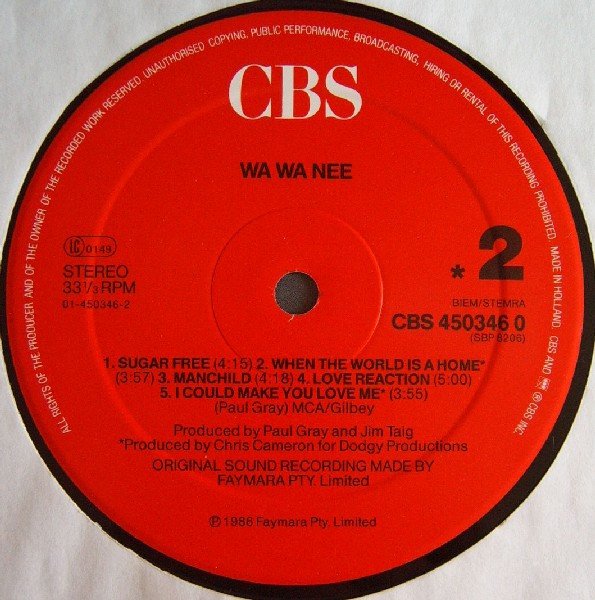 ALL RIGHTS OF THE PRODUCER AND OF THE OWNER OF THE RECORDED WORK RESERVED UNAUTHORISED COPYING, PUBLIC PERFORMANCE, BROADCASTING, HIRING OR RENTAL OF THIS RECORDING PROHIBITED. MADE IN HOLLAND. CBS AND ARE ® CBS INC.
CBS
WA WA NEE
LC 0149
STEREO
33⅓ RPM
01-450346-2
* 2
BIEM/STEMRA
CBS 450346 0
(SBP 8206)
1. SUGAR FREE (4:15) 2. WHEN THE WORLD IS A HOME*
(3:57) 3. MANCHILD (4:18) 4. LOVE REACTION (5:00)
5. I COULD MAKE YOU LOVE ME* (3:55)
(Paul Gray) MCA/Gilbey
Produced by Paul Gray and Jim Taig
*Produced by Chris Cameron for Dodgy Productions
ORIGINAL SOUND RECORDING MADE BY
FAYMARA PTY. Limited
℗ 1986 Faymara Pty. Limited